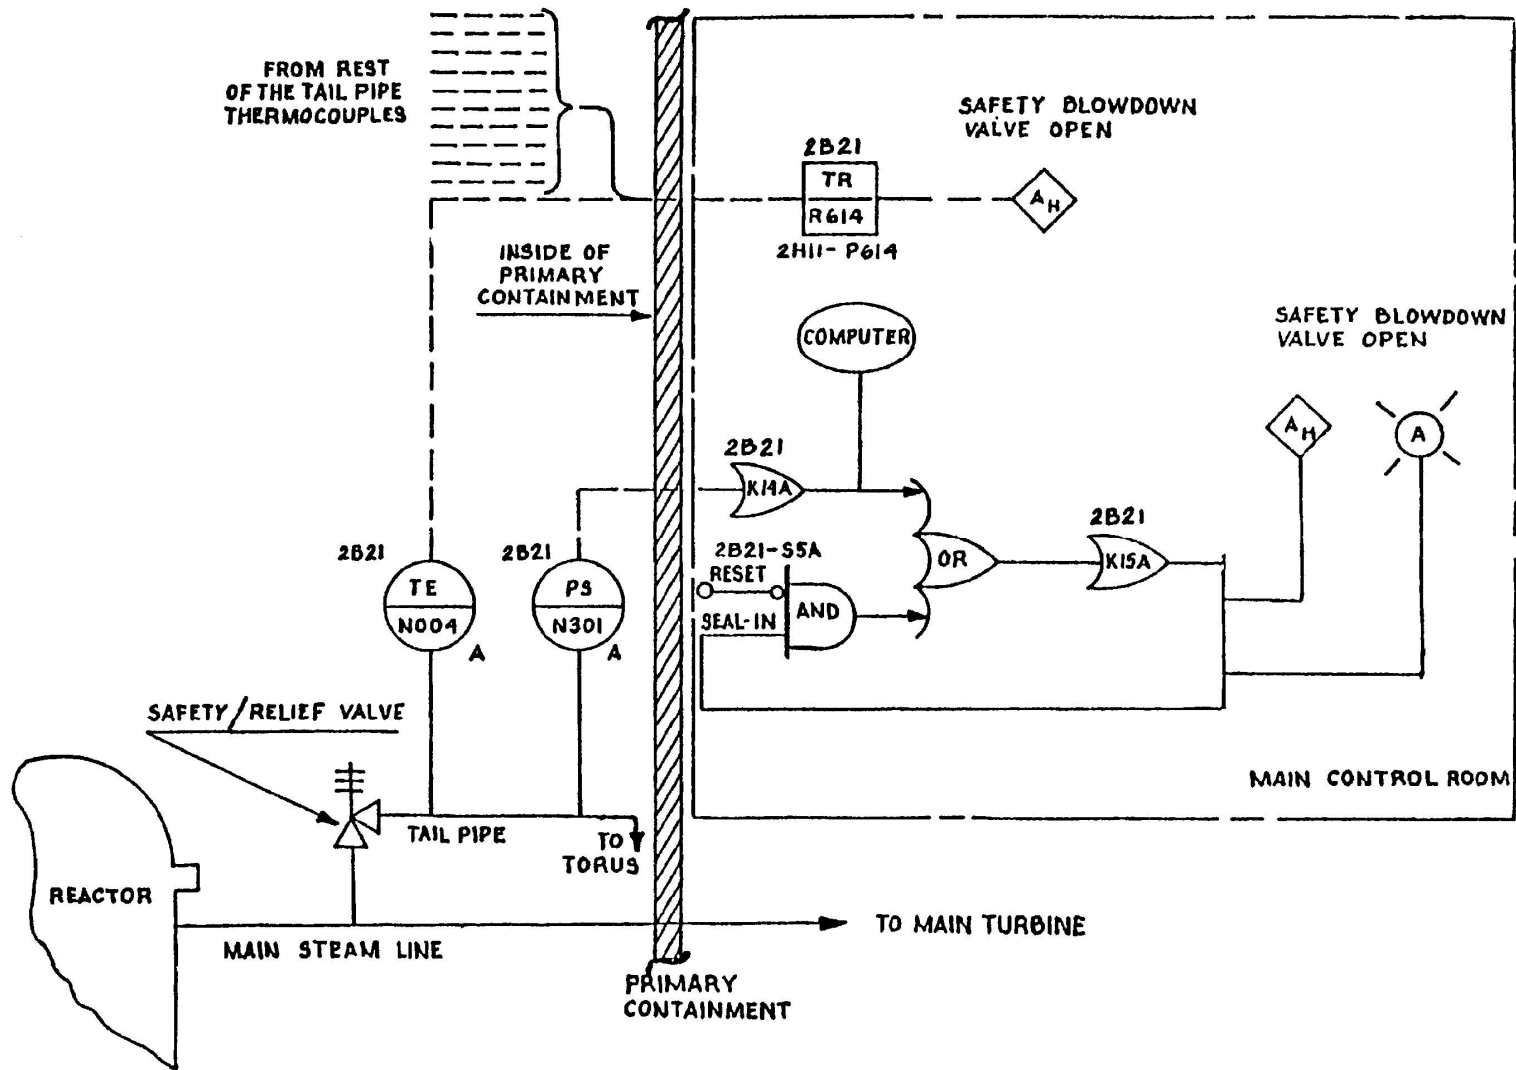 FROM REST
OF THE TAIL PIPE
THERMOCOUPLES
SAFETY BLOWDOWN
VALVE OPEN
2B21
TR
R614
2H11-P614
AH
INSIDE OF
PRIMARY
CONTAINMENT
COMPUTER
SAFETY BLOWDOWN
VALVE OPEN
AH
A
2B21
K14A
2B21
K15A
OR
2B21-S5A
RESET
AND
SEAL-IN
2B21
TE
N004
A
2B21
PS
N301
A
SAFETY/RELIEF VALVE
TAIL PIPE
TO
TORUS
MAIN CONTROL ROOM
REACTOR
MAIN STEAM LINE
TO MAIN TURBINE
PRIMARY
CONTAINMENT